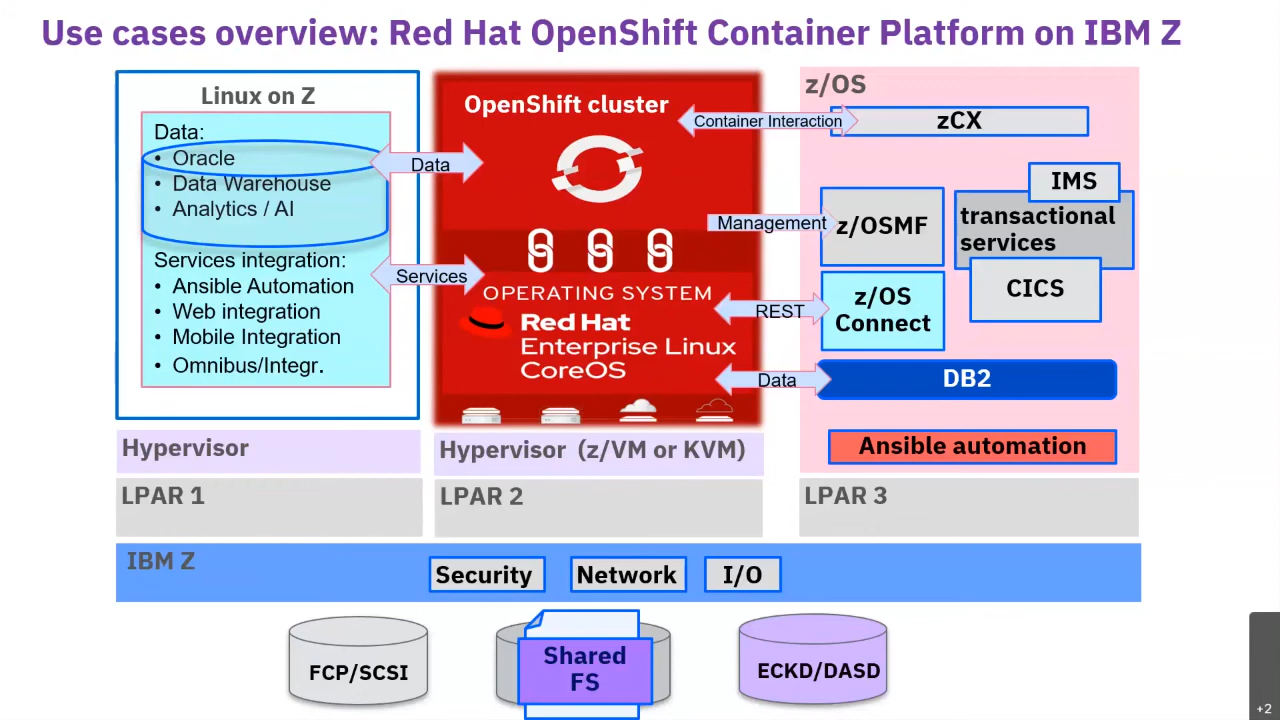 Use cases overview: Red Hat OpenShift Container Platform on IBM Z
Linux on Z
Data:
• Oracle
• Data Warehouse
• Analytics / AI
Services integration:
• Ansible Automation
• Web integration
• Mobile Integration
• Omnibus/Integr.
Data
Services
OpenShift cluster
OPERATING SYSTEM
Red Hat
Enterprise Linux
CoreOS
Container Interaction
Management
REST
Data
z/OS
zCX
IMS
transactional
services
CICS
z/OSMF
z/OS
Connect
DB2
Ansible automation
Hypervisor
Hypervisor (z/VM or KVM)
LPAR 1
LPAR 2
LPAR 3
IBM Z
Security
Network
I/O
FCP/SCSI
Shared
FS
ECKD/DASD
+2